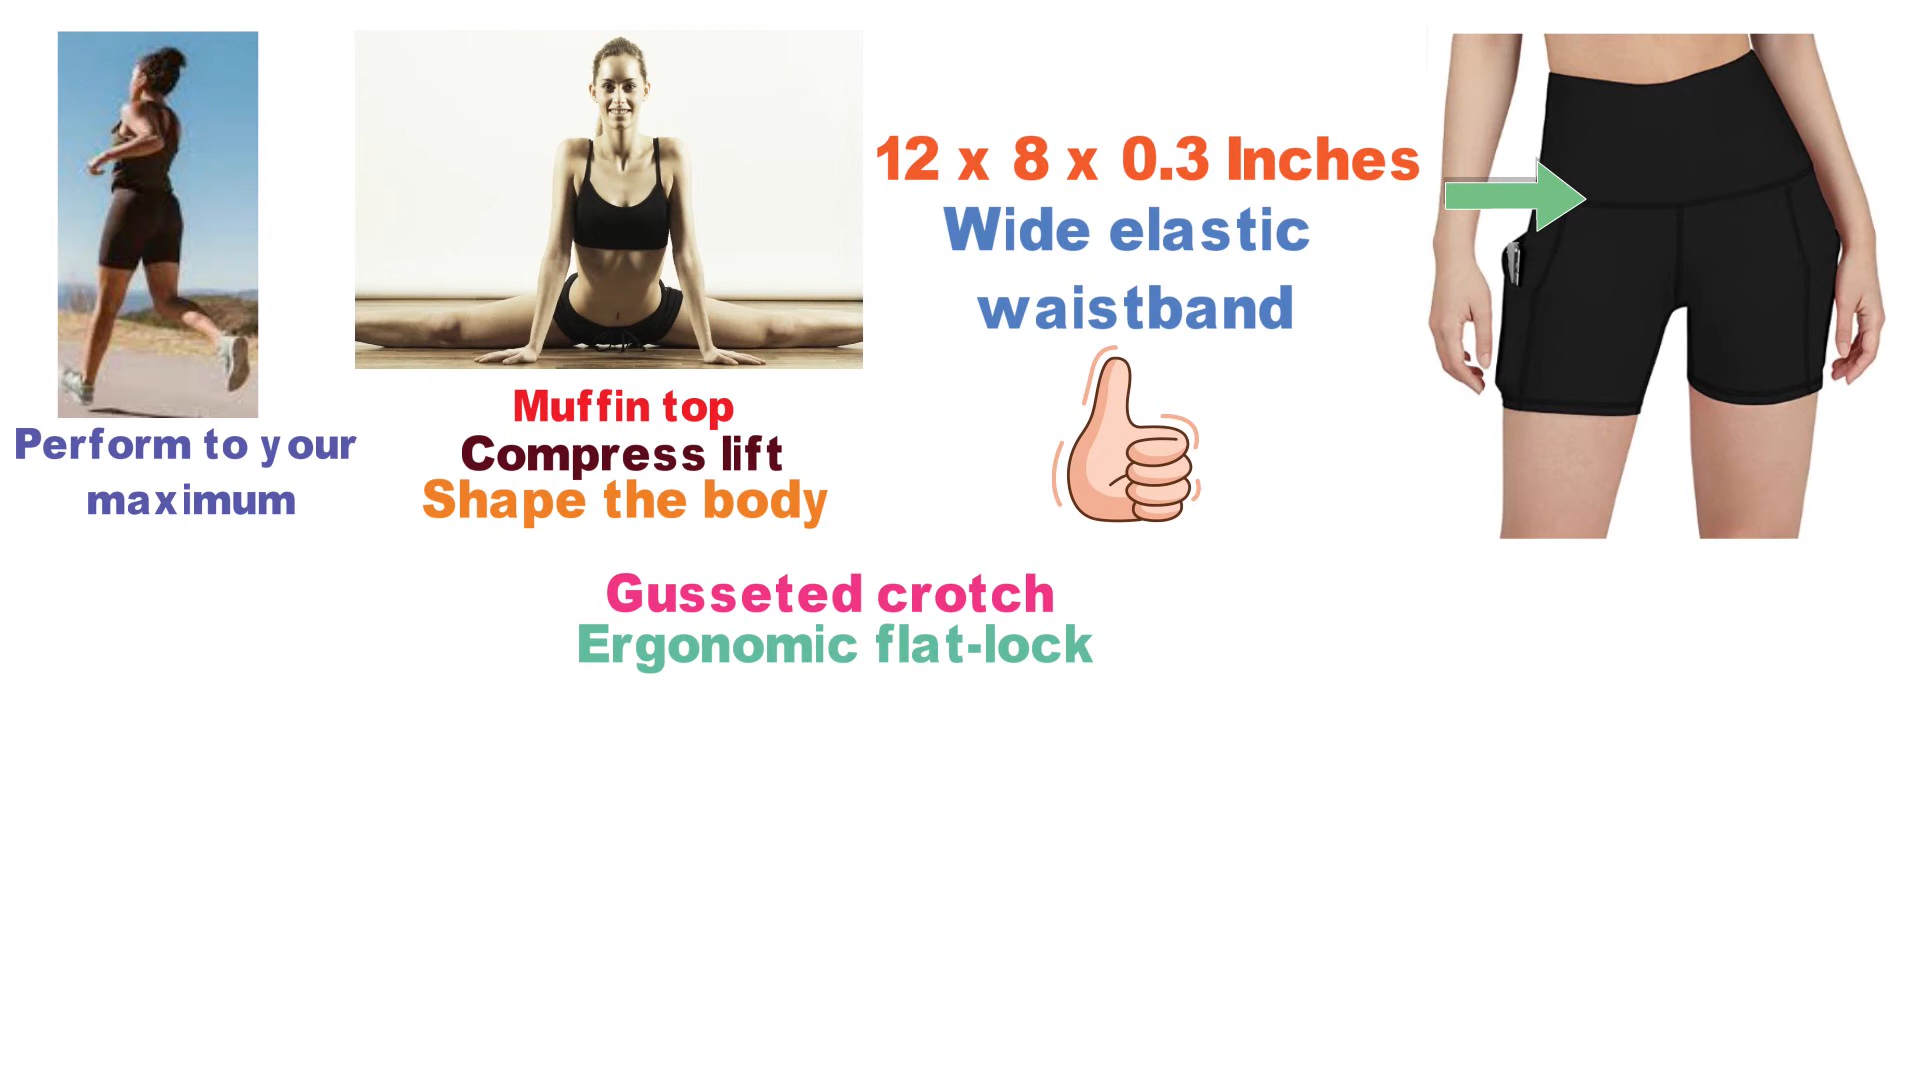 Perform to your
maximum
Muffin top
Compress lift
Shape the body
12 x 8 x 0.3 Inches
Wide elastic
waistband
Gusseted crotch
Ergonomic flat-lock